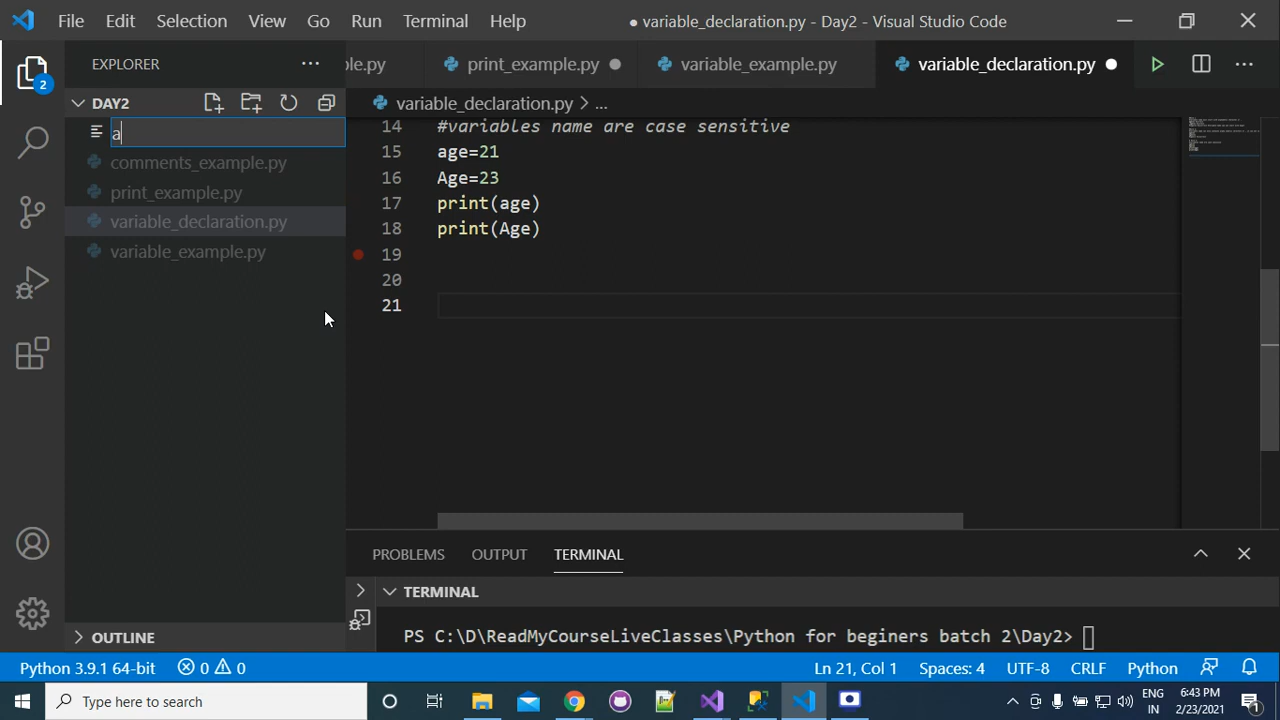 File Edit Selection View Go Run Terminal Help ● variable_declaration.py - Day2 - Visual Studio Code
2 EXPLORER ··· ple.py print_example.py variable_example.py variable_declaration.py ···
DAY2
variable_declaration.py > ...
a
comments_example.py
print_example.py
variable_declaration.py
variable_example.py
14 #variables name are case sensitive
15 age=21
16 Age=23
17 print(age)
18 print(Age)
19
20
21
PROBLEMS OUTPUT TERMINAL
TERMINAL
OUTLINE
PS C:\D\ReadMyCourseLiveClasses\Python for beginers batch 2\Day2>
Python 3.9.1 64-bit 0 0 Ln 21, Col 1 Spaces: 4 UTF-8 CRLF Python
Type here to search
ENG
IN
6:43 PM
2/23/2021
1